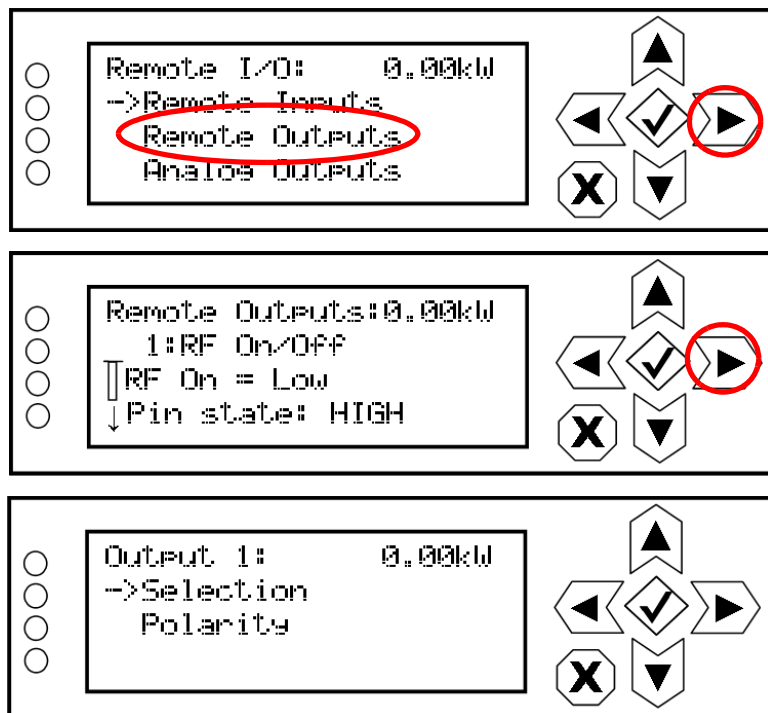 Remote I/O: 0.00kW
->Remote Inputs
Remote Outputs
Analog Outputs
X
Remote Outputs:0.00kW
1:RF On/Off
RF On = Low
↓Pin state: HIGH
X
Output 1: 0.00kW
->Selection
Polarity
X